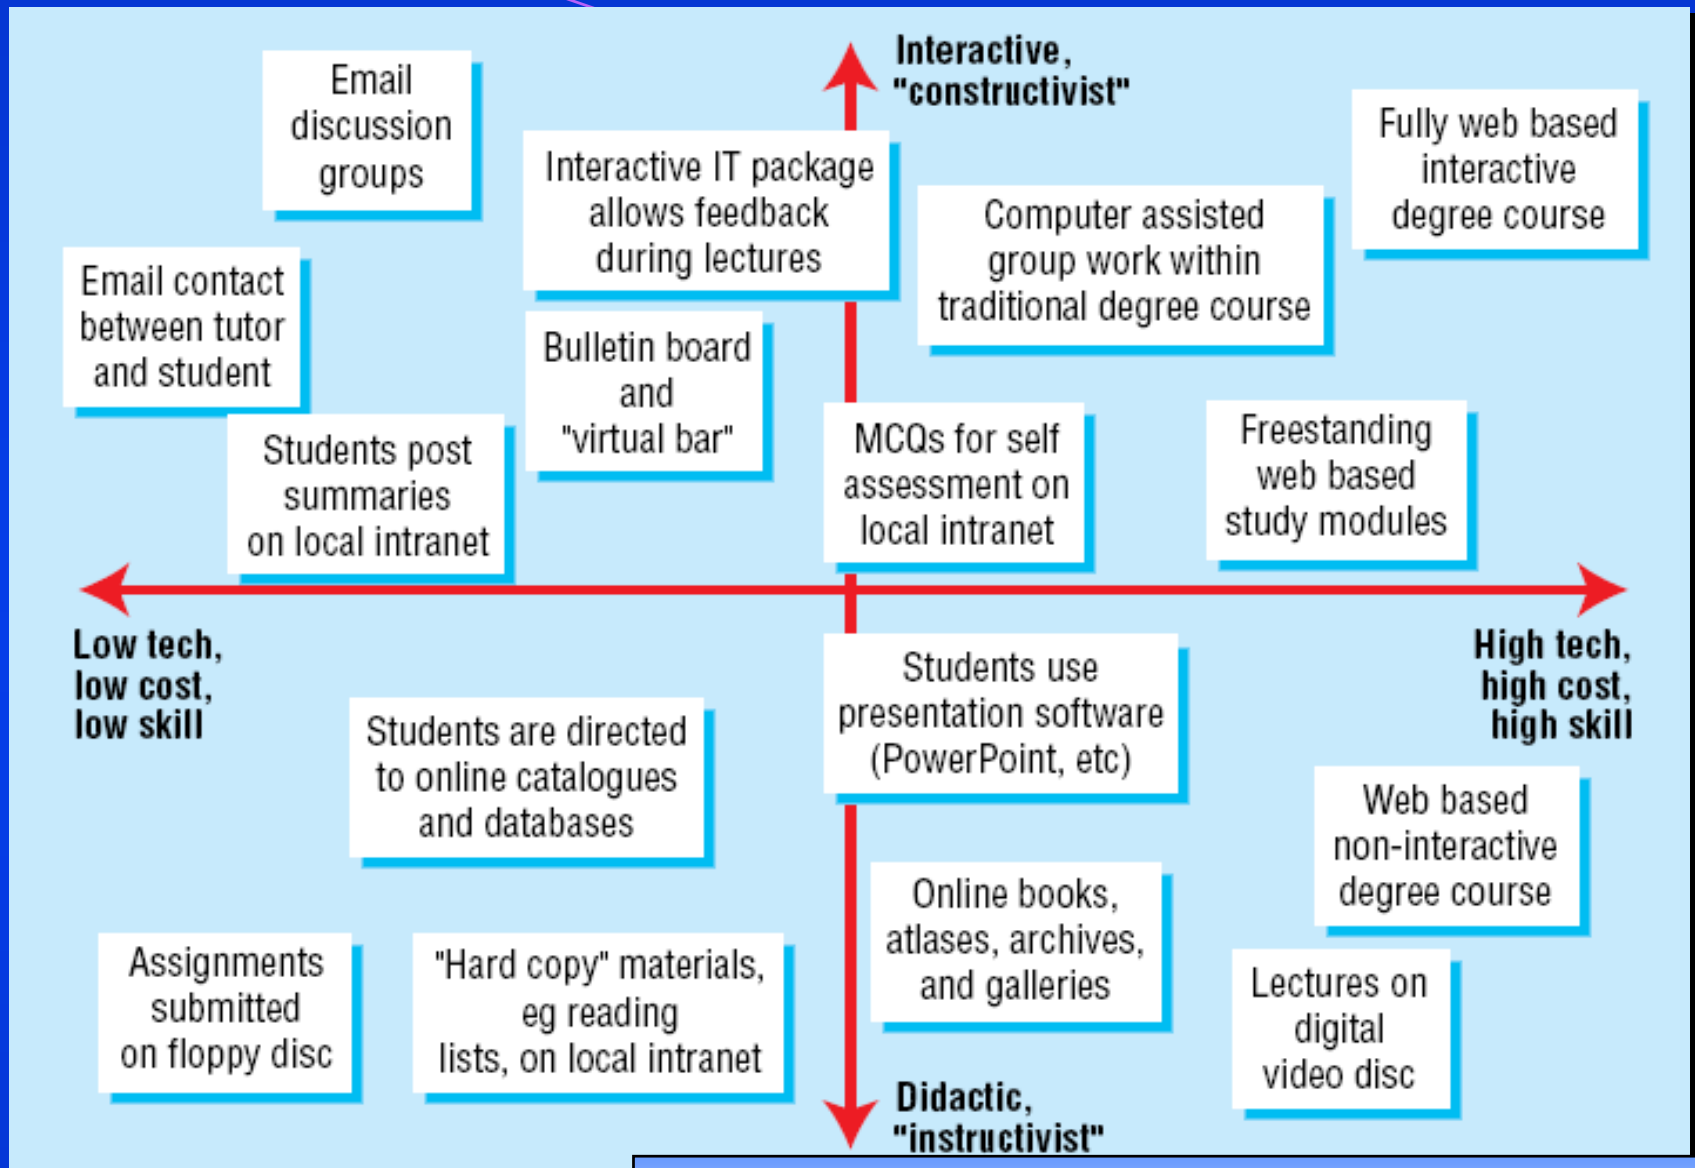 Interactive,
"constructivist"
Email
discussion
groups
Interactive IT package
allows feedback
during lectures
Fully web based
interactive
degree course
Computer assisted
group work within
traditional degree course
Email contact
between tutor
and student
Bulletin board
and
"virtual bar"
Students post
summaries
on local intranet
MCQs for self
assessment on
local intranet
Freestanding
web based
study modules
Low tech,
low cost,
low skill
High tech,
high cost,
high skill
Students use
presentation software
(PowerPoint, etc)
Students are directed
to online catalogues
and databases
Web based
non-interactive
degree course
Online books,
atlases, archives,
and galleries
Assignments
submitted
on floppy disc
"Hard copy" materials,
eg reading
lists, on local intranet
Lectures on
digital
video disc
Didactic,
"instructivist"